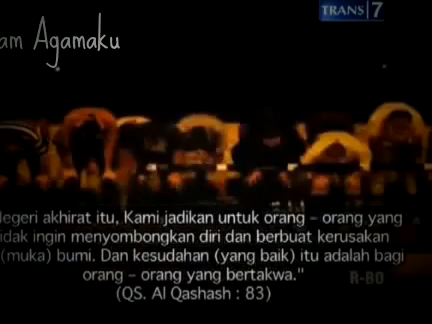 TRANS|7
am Agamaku
legeri akhirat itu, Kami jadikan untuk orang - orang yang
idak ingin menyombongkan diri dan berbuat kerusakan
(muka) bumi. Dan kesudahan (yang baik) itu adalah bagi
orang - orang yang bertakwa."
(QS. Al Qashash : 83)
R-BO